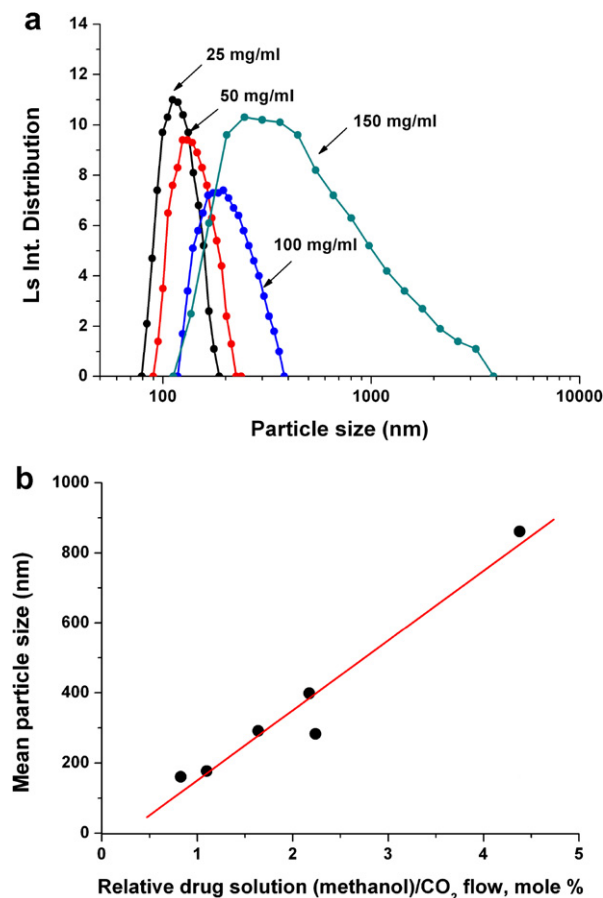 a
14
12
10
8
6
4
2
0
Ls Int. Distribution
25 mg/ml
50 mg/ml
150 mg/ml
100 mg/ml
100
1000
10000
Particle size (nm)
b
1000
800
600
400
200
0
Mean particle size (nm)
0
1
2
3
4
5
Relative drug solution (methanol)/CO₂ flow, mole %